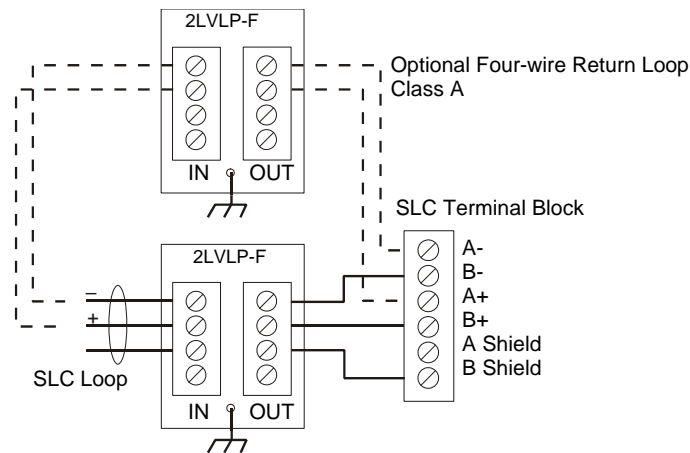 2LVLP-F
Optional Four-wire Return Loop
Class A
IN OUT
SLC Terminal Block
2LVLP-F
A-
B-
A+
B+
A Shield
B Shield
–
+
SLC Loop
IN OUT